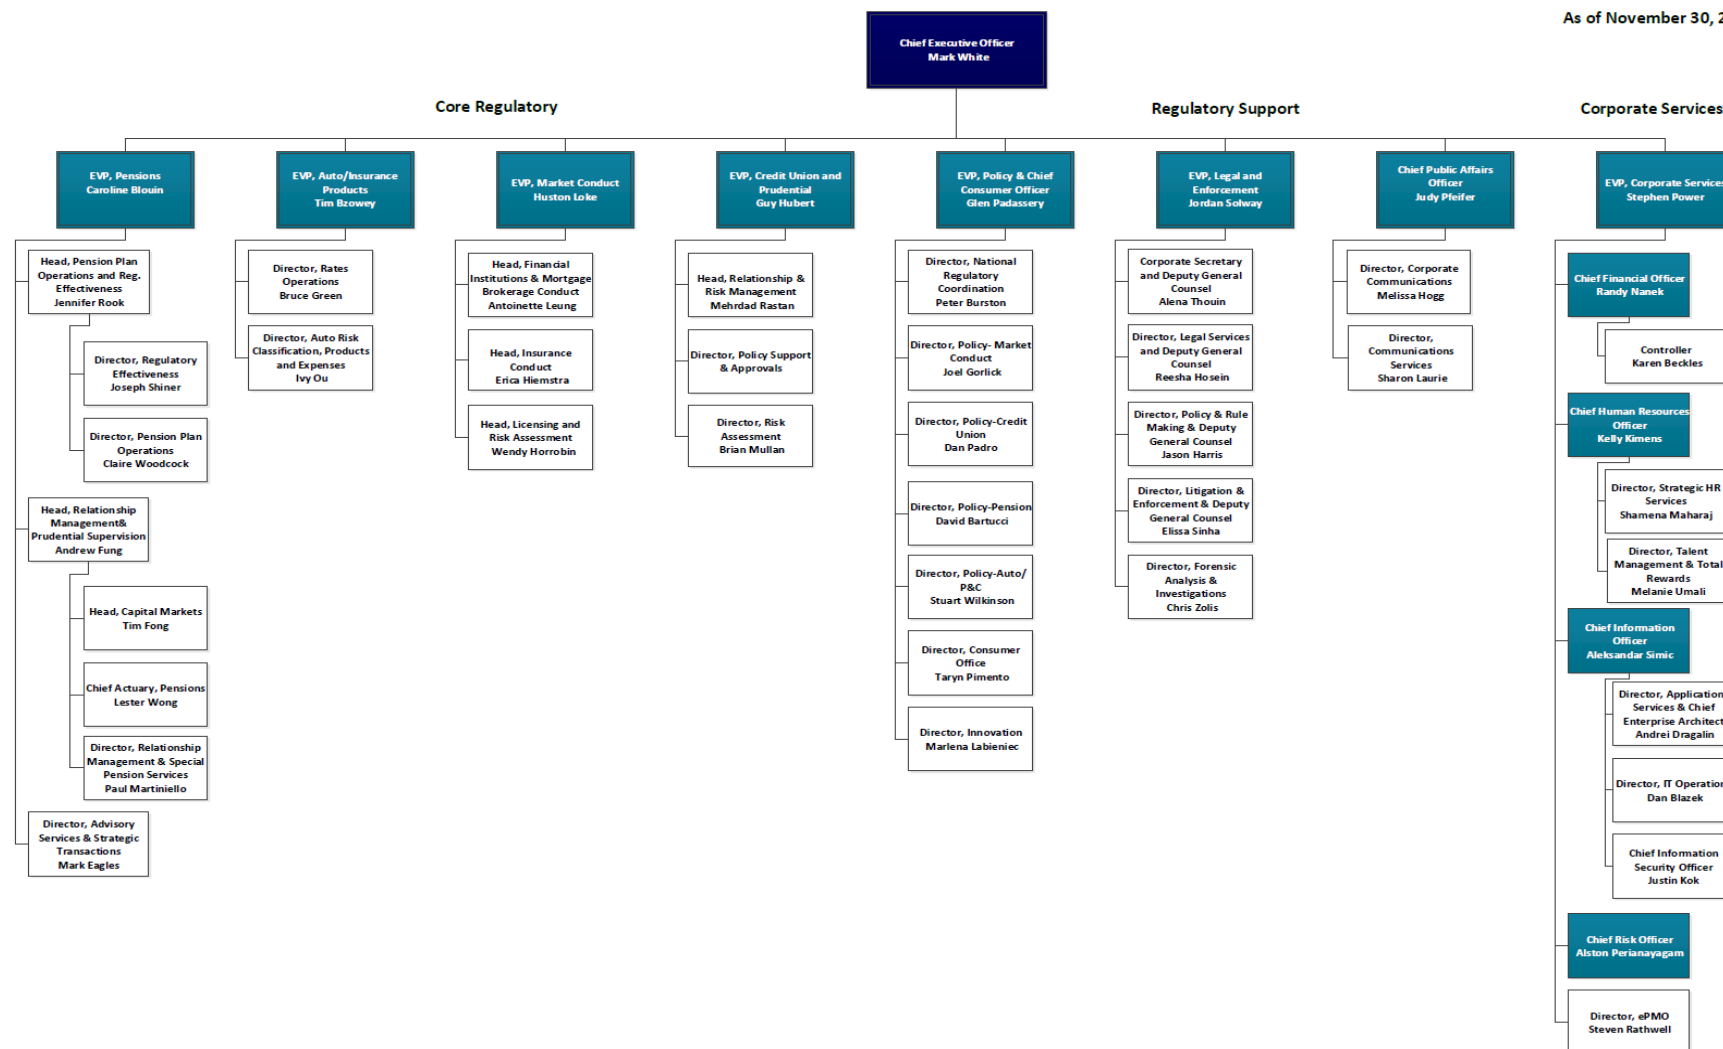 As of November 30, 2
Chief Executive Officer
Mark White
Core Regulatory
Regulatory Support
Corporate Services
EVP, Pensions
Caroline Blouin
Head, Pension Plan
Operations and Reg.
Effectiveness
Jennifer Rook
Director, Regulatory
Effectiveness
Joseph Shiner
Director, Pension Plan
Operations
Claire Woodcock
Head, Relationship
Management&
Prudential Supervision
Andrew Fung
Head, Capital Markets
Tim Fong
Chief Actuary, Pensions
Lester Wong
Director, Relationship
Management & Special
Pension Services
Paul Martiniello
Director, Advisory
Services & Strategic
Transactions
Mark Eagles
EVP, Auto/Insurance
Products
Tim Bzowey
Director, Rates
Operations
Bruce Green
Director, Auto Risk
Classification, Products
and Expenses
Ivy Ou
EVP, Market Conduct
Huston Loke
Head, Financial
Institutions & Mortgage
Brokerage Conduct
Antoinette Leung
Head, Insurance
Conduct
Erica Hiemstra
Head, Licensing and
Risk Assessment
Wendy Horrobin
EVP, Credit Union and
Prudential
Guy Hubert
Head, Relationship &
Risk Management
Mehrdad Rastan
Director, Policy Support
& Approvals
Director, Risk
Assessment
Brian Mullan
EVP, Policy & Chief
Consumer Officer
Glen Padassery
Director, National
Regulatory
Coordination
Peter Burston
Director, Policy- Market
Conduct
Joel Gorlick
Director, Policy-Credit
Union
Dan Padro
Director, Policy-Pension
David Bartucci
Director, Policy-Auto/
P&C
Stuart Wilkinson
Director, Consumer
Office
Taryn Pimento
Director, Innovation
Marlena Labieniec
EVP, Legal and
Enforcement
Jordan Solway
Corporate Secretary
and Deputy General
Counsel
Alena Thouin
Director, Legal Services
and Deputy General
Counsel
Reesha Hosein
Director, Policy & Rule
Making & Deputy
General Counsel
Jason Harris
Director, Litigation &
Enforcement & Deputy
General Counsel
Elissa Sinha
Director, Forensic
Analysis &
Investigations
Chris Zolis
Chief Public Affairs
Officer
Judy Pfeifer
Director, Corporate
Communications
Melissa Hogg
Director,
Communications
Services
Sharon Laurie
EVP, Corporate Services
Stephen Power
Chief Financial Officer
Randy Nanek
Controller
Karen Beckles
Chief Human Resources
Officer
Kelly Kimens
Director, Strategic HR
Services
Shamena Maharaj
Director, Talent
Management & Total
Rewards
Melanie Umali
Chief Information
Officer
Aleksandar Simic
Director, Application
Services & Chief
Enterprise Architect
Andrei Dragalin
Director, IT Operation
Dan Blazek
Chief Information
Security Officer
Justin Kok
Chief Risk Officer
Alston Perianayagam
Director, ePMO
Steven Rathwell